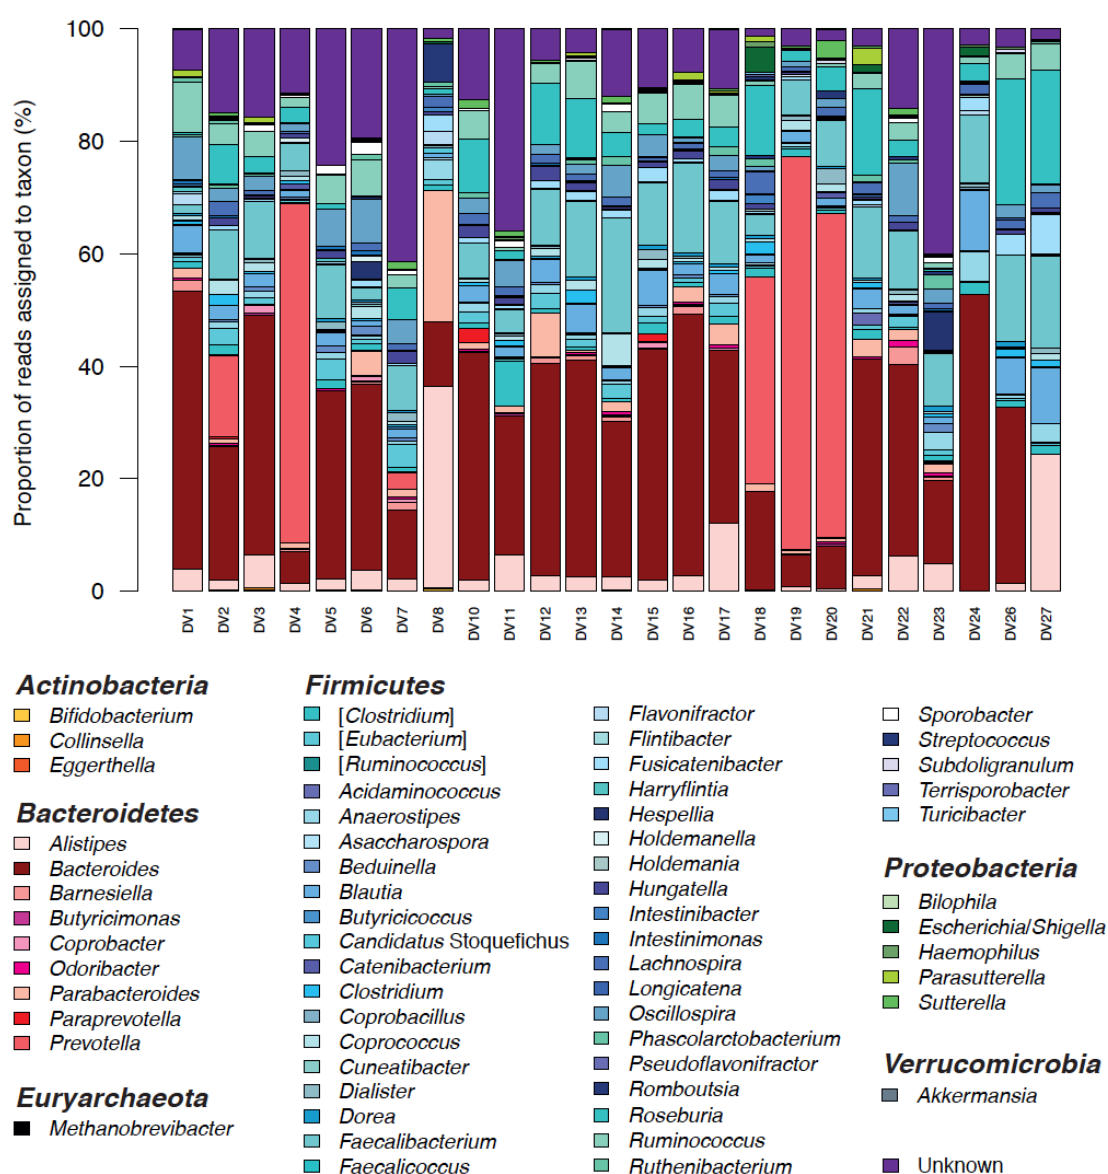 Proportion of reads assigned to taxon (%)
100
80
60
40
20
0
DV1 DV2 DV3 DV4 DV5 DV6 DV7 DV8 DV10 DV11 DV12 DV13 DV14 DV15 DV16 DV17 DV18 DV19 DV20 DV21 DV22 DV23 DV24 DV26 DV27
Actinobacteria
Bifidobacterium
Collinsella
Eggerthella
Bacteroidetes
Alistipes
Bacteroides
Barnesiella
Butyricimonas
Coprobacter
Odoribacter
Parabacteroides
Paraprevotella
Prevotella
Euryarchaeota
Methanobrevibacter
Firmicutes
[Clostridium]
[Eubacterium]
[Ruminococcus]
Acidaminococcus
Anaerostipes
Asaccharospora
Beduinella
Blautia
Butyricicoccus
Candidatus Stoquefichus
Catenibacterium
Clostridium
Coprobacillus
Coprococcus
Cuneatibacter
Dialister
Dorea
Faecalibacterium
Faecalicoccus
Flavonifractor
Flintibacter
Fusicatenibacter
Harryflintia
Hespellia
Holdemanella
Holdemania
Hungatella
Intestinibacter
Intestinimonas
Lachnospira
Longicatena
Oscillospira
Phascolarctobacterium
Pseudoflavonifractor
Romboutsia
Roseburia
Ruminococcus
Ruthenibacterium
Sporobacter
Streptococcus
Subdoligranulum
Terrisporobacter
Turicibacter
Proteobacteria
Bilophila
Escherichia/Shigella
Haemophilus
Parasutterella
Sutterella
Verrucomicrobia
Akkermansia
Unknown